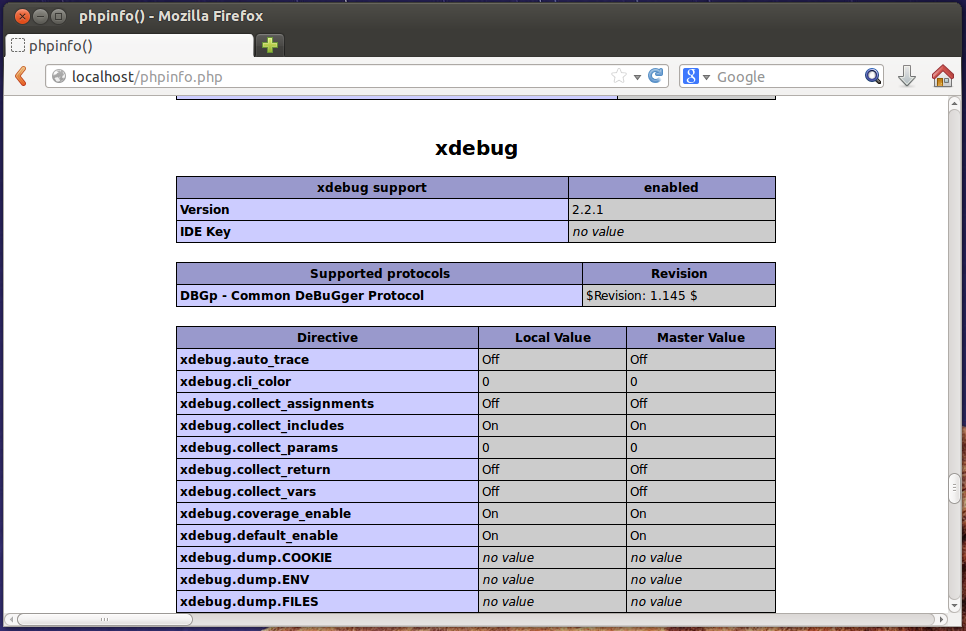 phpinfo() - Mozilla Firefox
phpinfo()
localhost/phpinfo.php
8 Google
xdebug
xdebug support enabled
Version 2.2.1
IDE Key no value
Supported protocols Revision
DBGp - Common DeBuGger Protocol $Revision: 1.145 $
Directive Local Value Master Value
xdebug.auto_trace Off Off
xdebug.cli_color 0 0
xdebug.collect_assignments Off Off
xdebug.collect_includes On On
xdebug.collect_params 0 0
xdebug.collect_return Off Off
xdebug.collect_vars Off Off
xdebug.coverage_enable On On
xdebug.default_enable On On
xdebug.dump.COOKIE no value no value
xdebug.dump.ENV no value no value
xdebug.dump.FILES no value no value